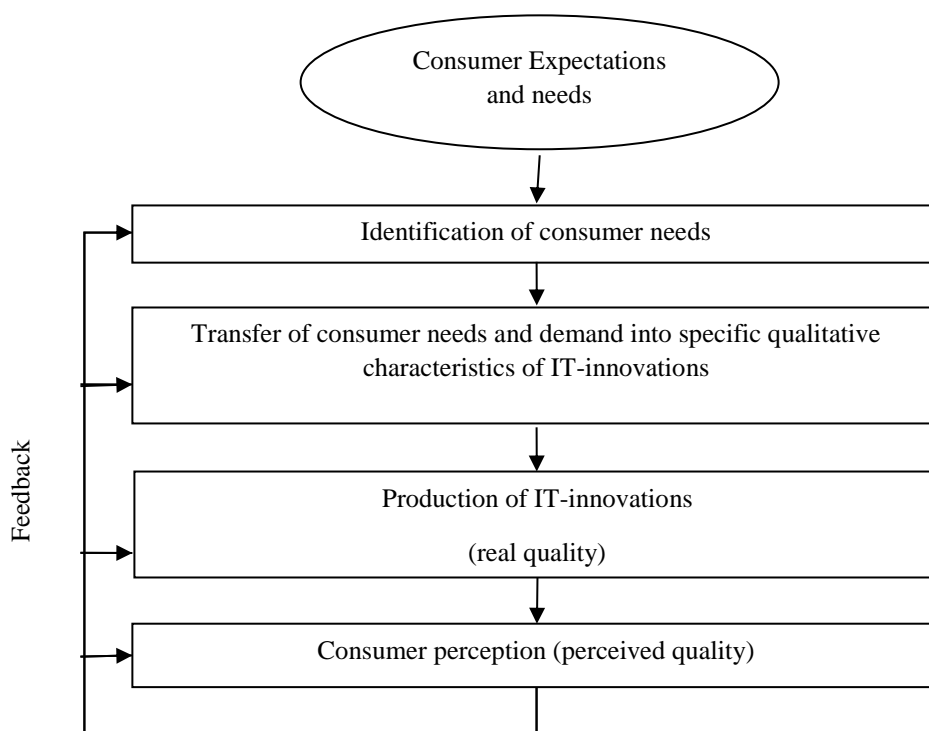 Consumer Expectations
and needs
Identification of consumer needs
Transfer of consumer needs and demand into specific qualitative
characteristics of IT-innovations
Feedback
Production of IT-innovations
(real quality)
Consumer perception (perceived quality)